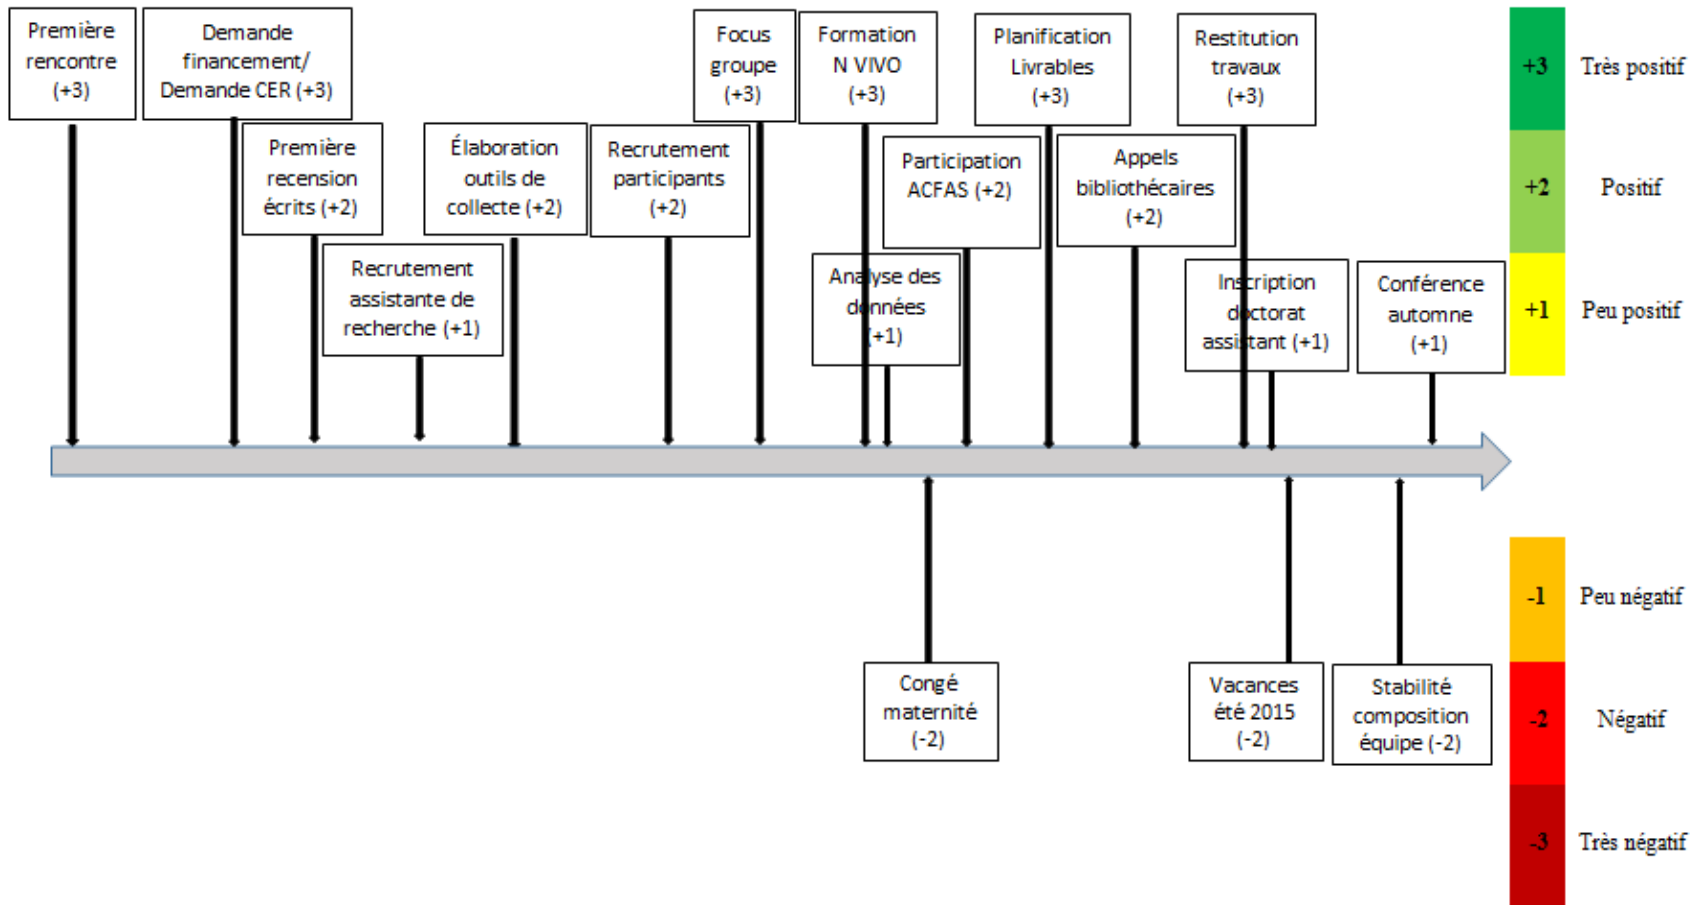 Première
rencontre
(+3)
Demande
financement/
Demande CER (+3)
Focus
groupe
(+3)
Formation
N VIVO
(+3)
Planification
Livrables
(+3)
Restitution
travaux
(+3)
+3 Très positif
Première
recension
écrits (+2)
Élaboration
outils de
collecte (+2)
Recrutement
participants
(+2)
Participation
ACFAS (+2)
Appels
bibliothécaires
(+2)
+2 Positif
Recrutement
assistante de
recherche (+1)
Analyse des
données
(+1)
Inscription
doctorat
assistant (+1)
Conférence
automne
(+1)
+1 Peu positif
-1 Peu négatif
Congé
maternité
(-2)
Vacances
été 2015
(-2)
Stabilité
composition
équipe (-2)
-2 Négatif
-3 Très négatif